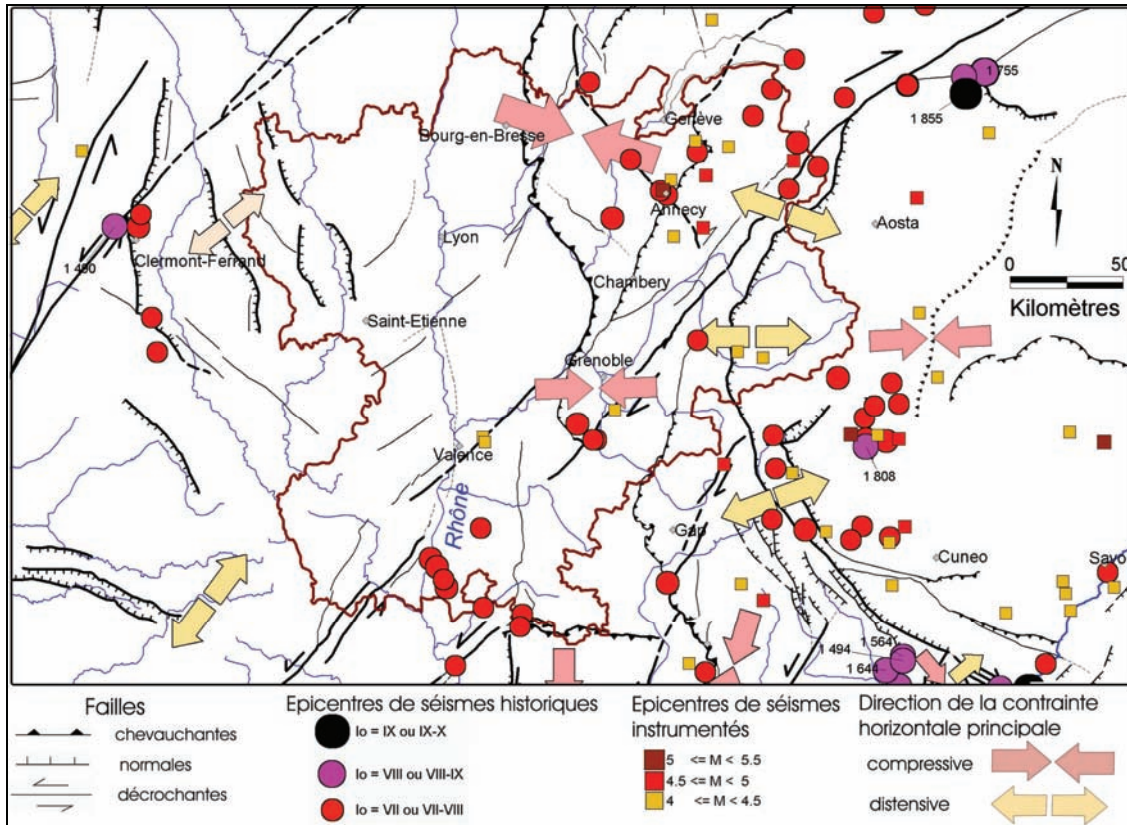 1 755
1 855
Genève
Bourg-en-Bresse
N
Annecy
Aosta
Lyon
Clermont-Ferrand
1 490
Chambery
0 50
Kilomètres
Saint-Etienne
Grenoble
Valence
1 808
Rhône
Gap
Cuneo
Savo
1 564
1 494
1 644
Failles
chevauchantes
normales
décrochantes
Epicentres de séismes historiques
Io = IX ou IX-X
Io = VIII ou VIII-IX
Io = VII ou VII-VIII
Epicentres de séismes
instrumentés
5 <= M < 5.5
4.5 <= M < 5
4 <= M < 4.5
Direction de la contrainte
horizontale principale
compressive
distensive